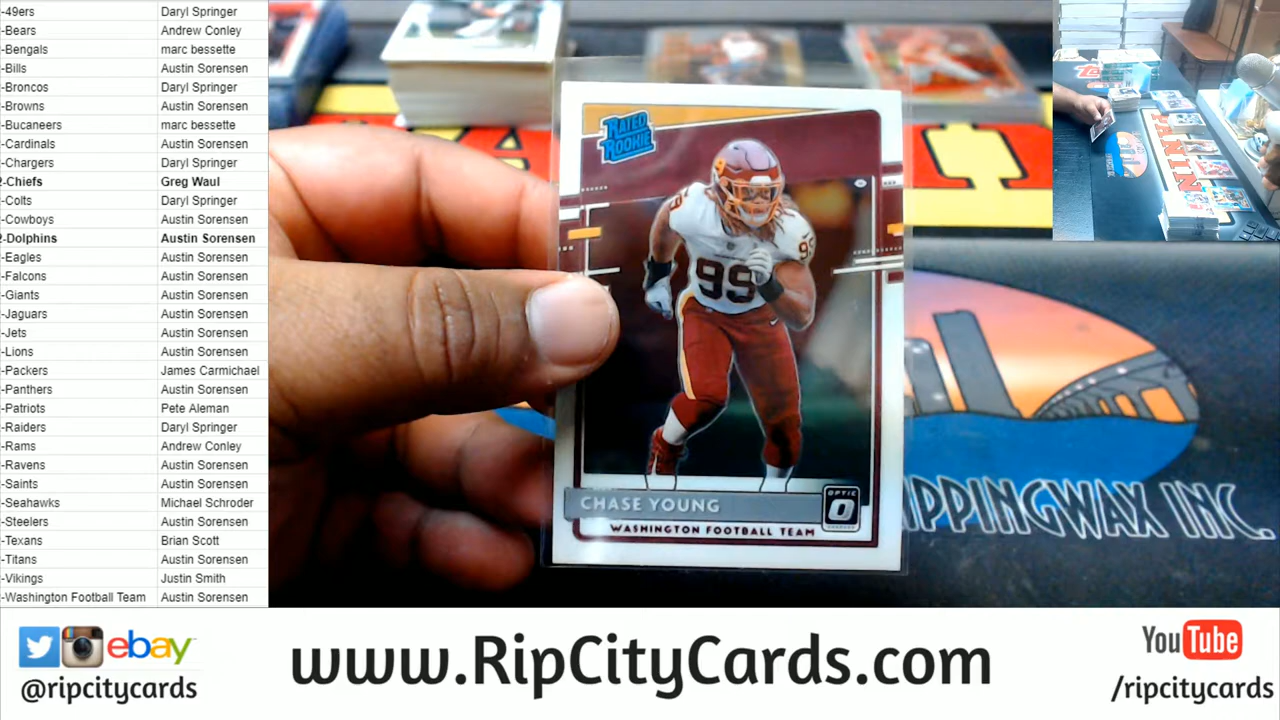 -49ers Daryl Springer
-Bears Andrew Conley
-Bengals marc bessette
-Bills Austin Sorensen
-Broncos Daryl Springer
-Browns Austin Sorensen
-Bucaneers marc bessette
-Cardinals Austin Sorensen
-Chargers Daryl Springer
-Chiefs Greg Waul
-Colts Daryl Springer
-Cowboys Austin Sorensen
-Dolphins Austin Sorensen
-Eagles Austin Sorensen
-Falcons Austin Sorensen
-Giants Austin Sorensen
-Jaguars Austin Sorensen
-Jets Austin Sorensen
-Lions Austin Sorensen
-Packers James Carmichael
-Panthers Austin Sorensen
-Patriots Pete Aleman
-Raiders Daryl Springer
-Rams Andrew Conley
-Ravens Austin Sorensen
-Saints Austin Sorensen
-Seahawks Michael Schroder
-Steelers Austin Sorensen
-Texans Brian Scott
-Titans Austin Sorensen
-Vikings Justin Smith
-Washington Football Team Austin Sorensen
RATED
ROOKIE
99
99
99
CHASE YOUNG
OPTIC
WASHINGTON FOOTBALL TEAM
PANINI
IPPINGWAX INC.
ebay
@ripcitycards
www.RipCityCards.com
YouTube
/ripcitycards